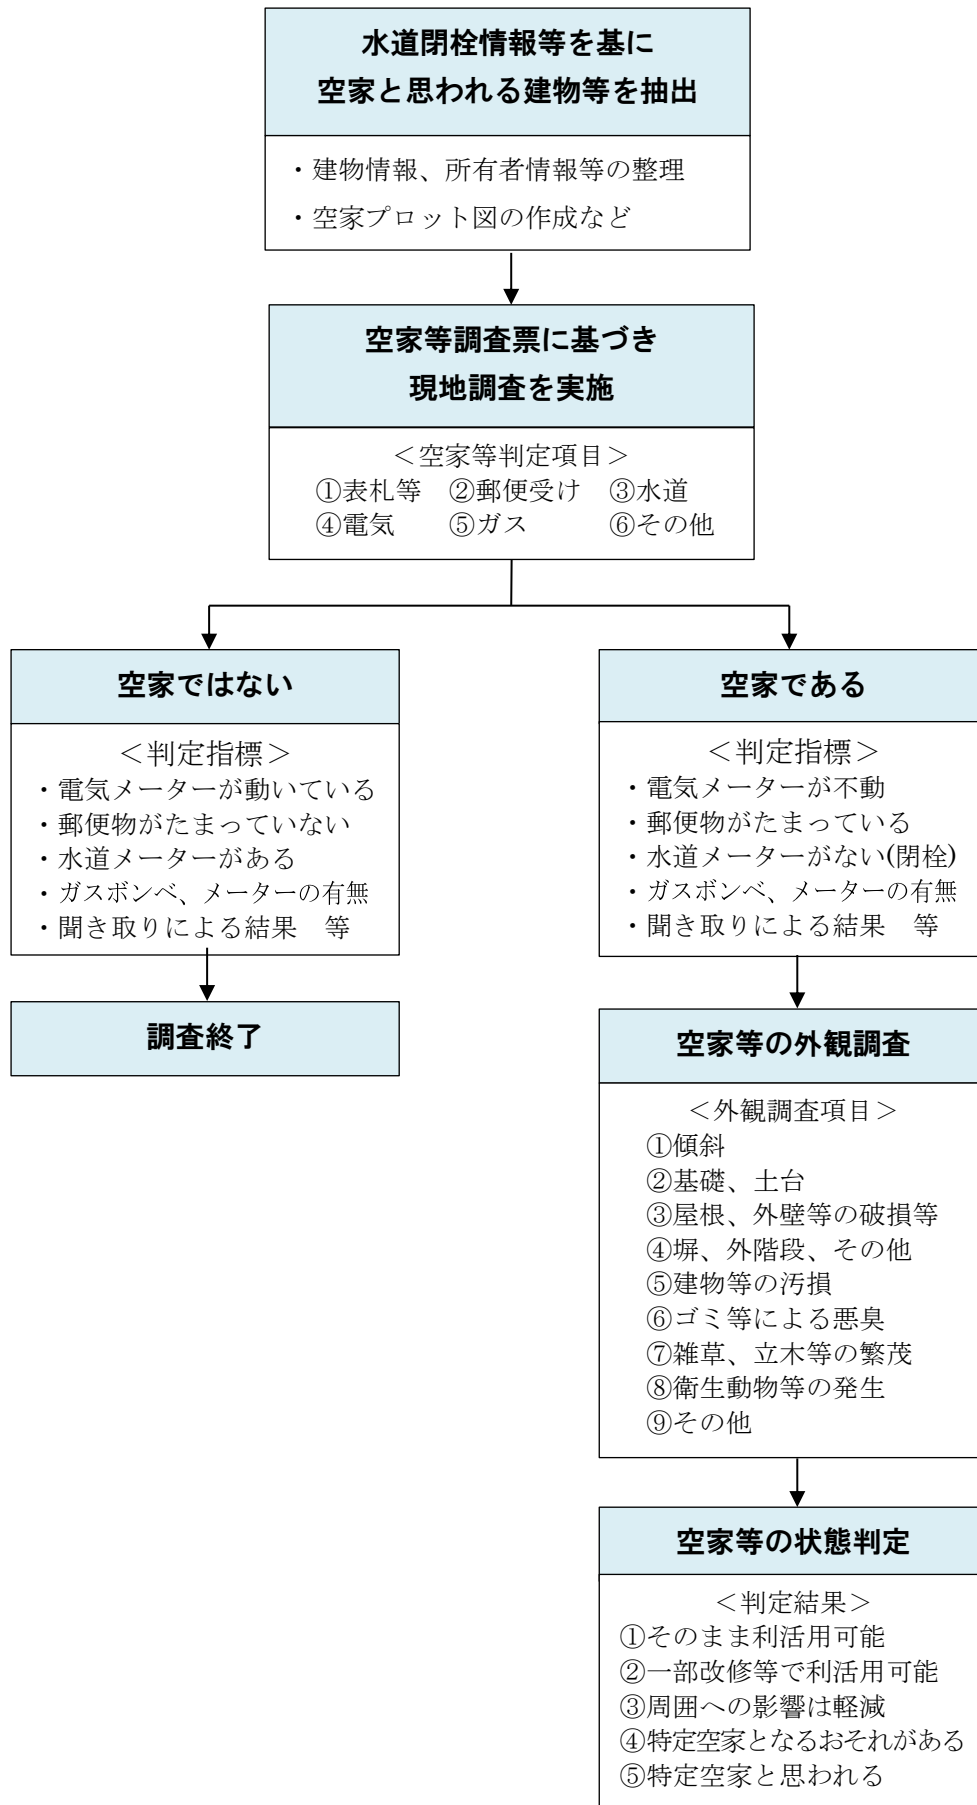 水道閉栓情報等を基に
空家と思われる建物等を抽出
・建物情報、所有者情報等の整理
・空家プロット図の作成など
空家等調査票に基づき
現地調査を実施
＜空家等判定項目＞
①表札等　②郵便受け　③水道
④電気　⑤ガス　⑥その他
空家ではない
＜判定指標＞
・電気メーターが動いている
・郵便物がたまっていない
・水道メーターがある
・ガスボンベ、メーターの有無
・聞き取りによる結果　等
調査終了
空家である
＜判定指標＞
・電気メーターが不動
・郵便物がたまっている
・水道メーターがない(閉栓)
・ガスボンベ、メーターの有無
・聞き取りによる結果　等
空家等の外観調査
＜外観調査項目＞
①傾斜
②基礎、土台
③屋根、外壁等の破損等
④塀、外階段、その他
⑤建物等の汚損
⑥ゴミ等による悪臭
⑦雑草、立木等の繁茂
⑧衛生動物等の発生
⑨その他
空家等の状態判定
＜判定結果＞
①そのまま利活用可能
②一部改修等で利活用可能
③周囲への影響は軽減
④特定空家となるおそれがある
⑤特定空家と思われる